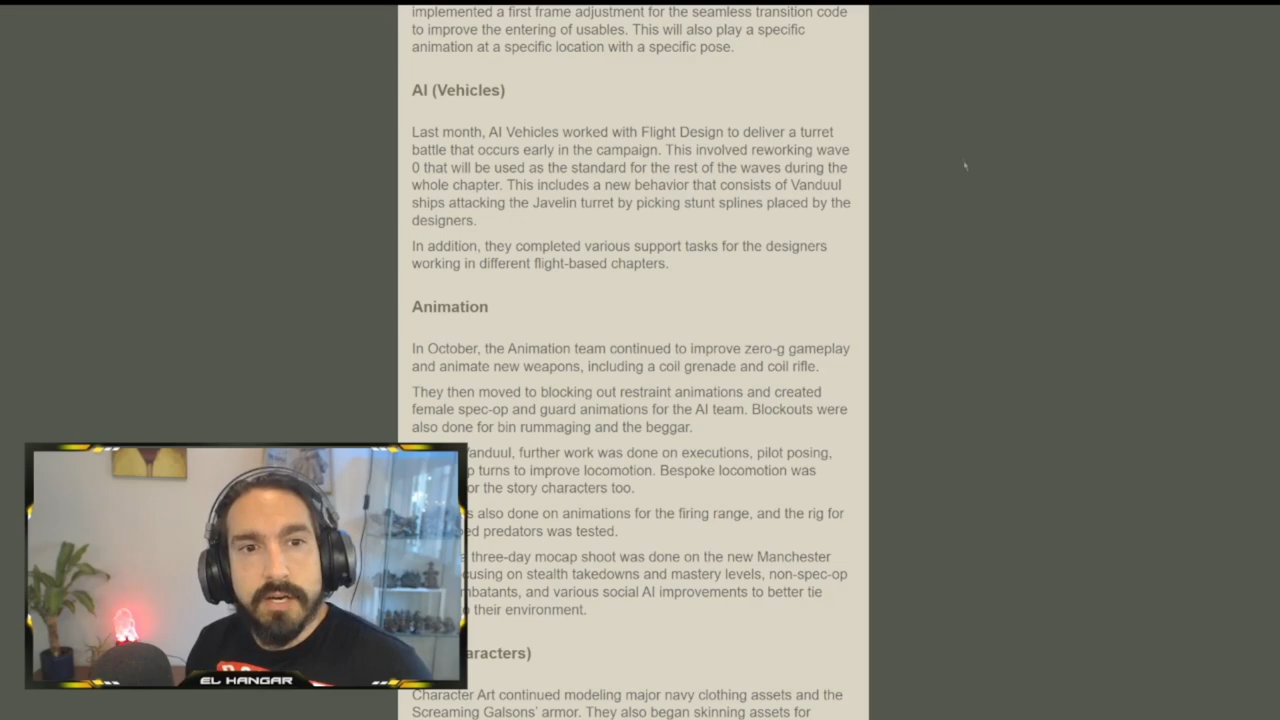 implemented a first frame adjustment for the seamless transition code
to improve the entering of usables. This will also play a specific
animation at a specific location with a specific pose.
AI (Vehicles)
Last month, AI Vehicles worked with Flight Design to deliver a turret
battle that occurs early in the campaign. This involved reworking wave
0 that will be used as the standard for the rest of the waves during the
whole chapter. This includes a new behavior that consists of Vanduul
ships attacking the Javelin turret by picking stunt splines placed by the
designers.
In addition, they completed various support tasks for the designers
working in different flight-based chapters.
Animation
In October, the Animation team continued to improve zero-g gameplay
and animate new weapons, including a coil grenade and coil rifle.
They then moved to blocking out restraint animations and created
female spec-op and guard animations for the AI team. Blockouts were
also done for bin rummaging and the beggar.
further work was done on executions, pilot posing,
turns to improve locomotion. Bespoke locomotion was
the story characters too.
also done on animations for the firing range, and the rig for
predators was tested.
three-day mocap shoot was done on the new Manchester
on stealth takedowns and mastery levels, non-spec-op
and various social AI improvements to better tie
their environment.
Character Art continued modeling major navy clothing assets and the
Screaming Galsons' armor. They also began skinning assets for
EL HANGAR